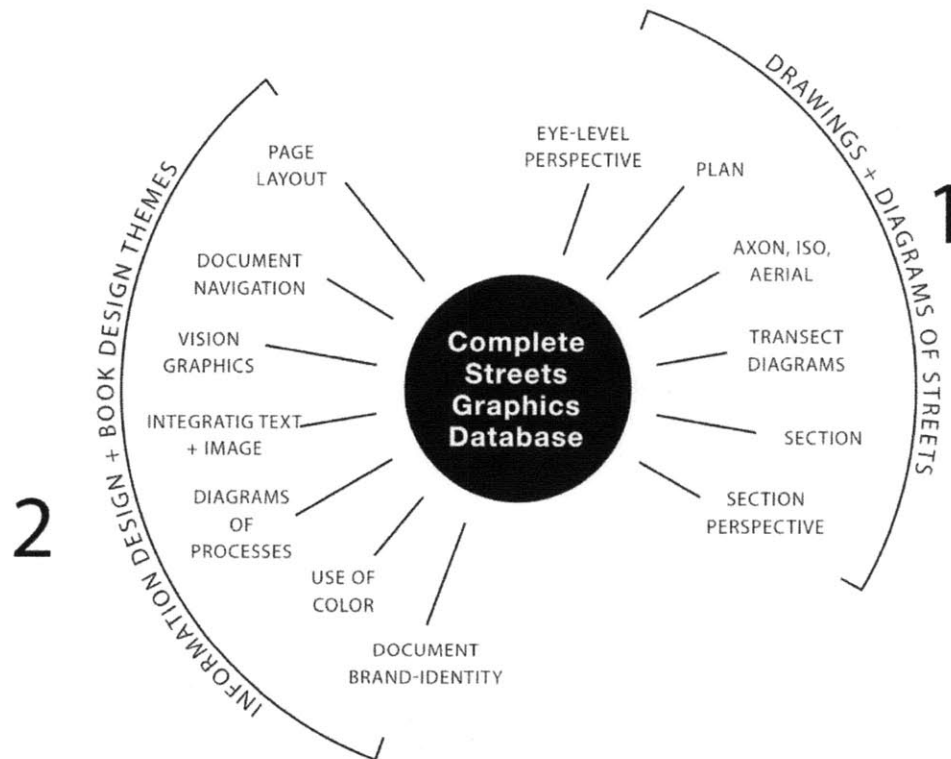 DRAWINGS + DIAGRAMS OF STREETS
1
EYE-LEVEL
PERSPECTIVE
PLAN
AXON, ISO,
AERIAL
TRANSECT
DIAGRAMS
SECTION
SECTION
PERSPECTIVE
Complete
Streets
Graphics
Database
INFORMATION DESIGN + BOOK DESIGN THEMES
2
PAGE
LAYOUT
DOCUMENT
NAVIGATION
VISION
GRAPHICS
INTEGRATIG TEXT
+ IMAGE
DIAGRAMS
OF
PROCESSES
USE OF
COLOR
DOCUMENT
BRAND-IDENTITY